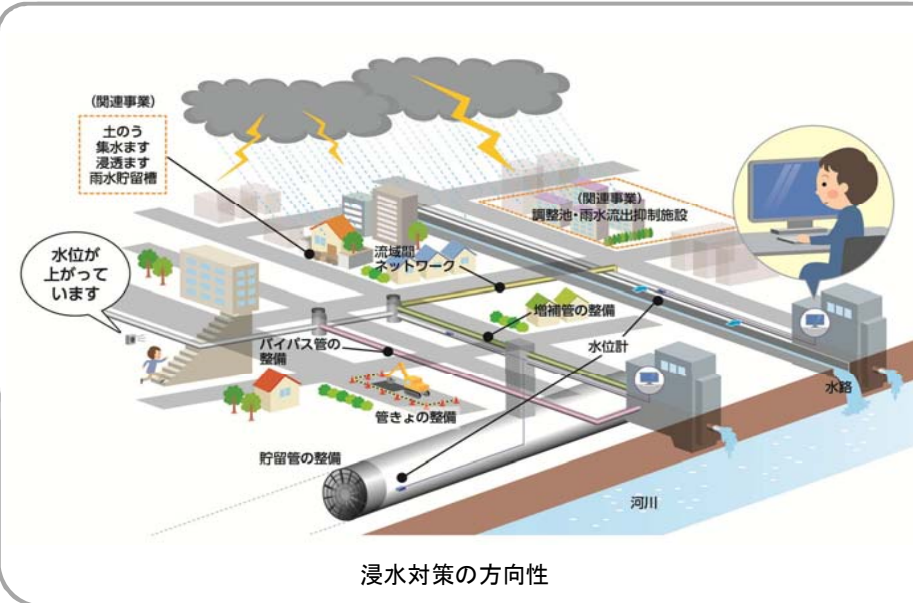 (関連事業)
土のう
集水ます
浸透ます
雨水貯留槽
(関連事業)
調整池・雨水流出抑制施設
水位が
上がって
います
流域間
ネットワーク
増補管の整備
バイパス管の
整備
水位計
水路
管きょの整備
貯留管の整備
河川
浸水対策の方向性